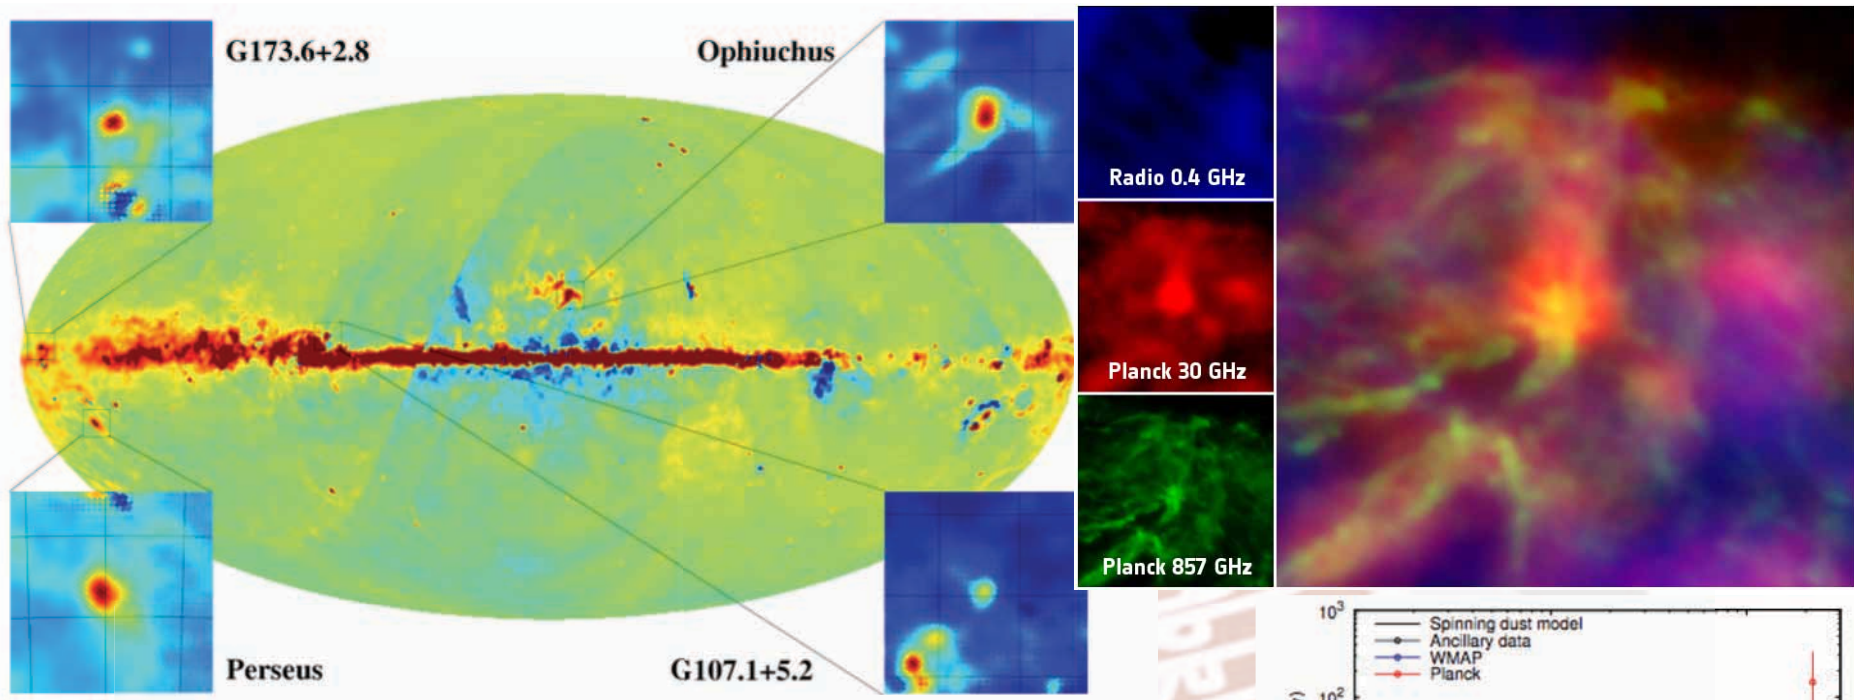 G173.6+2.8
Ophiuchus
Perseus
G107.1+5.2
Radio 0.4 GHz
Planck 30 GHz
Planck 857 GHz
10³
Spinning dust model
Ancillary data
WMAP
Planck
10²